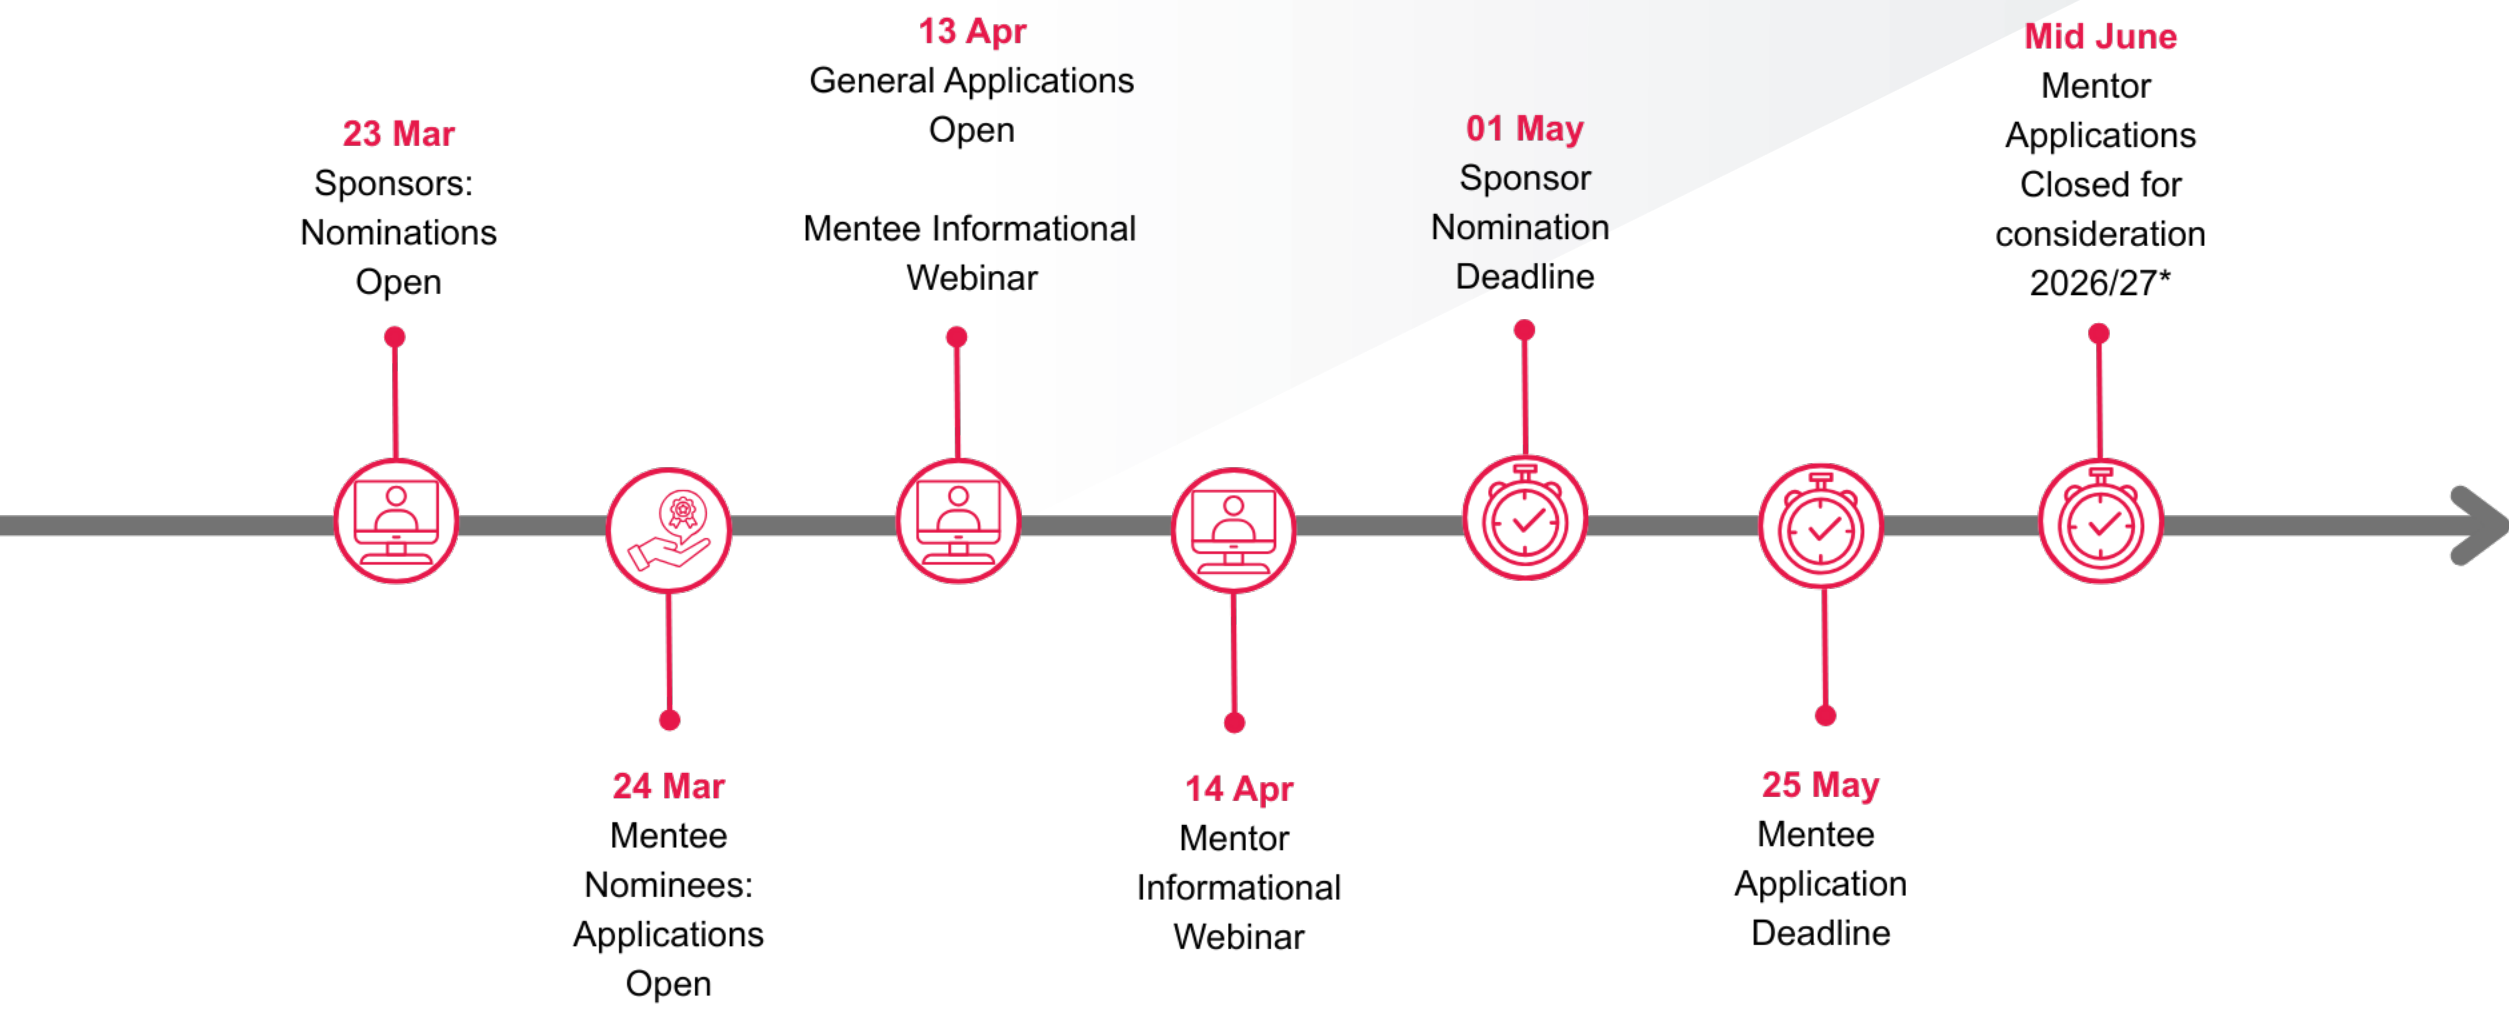 23 Mar
Sponsors:
Nominations
Open
24 Mar
Mentee
Nominees:
Applications
Open
13 Apr
General Applications
Open
Mentee Informational
Webinar
14 Apr
Mentor
Informational
Webinar
01 May
Sponsor
Nomination
Deadline
25 May
Mentee
Application
Deadline
Mid June
Mentor
Applications
Closed for
consideration
2026/27*